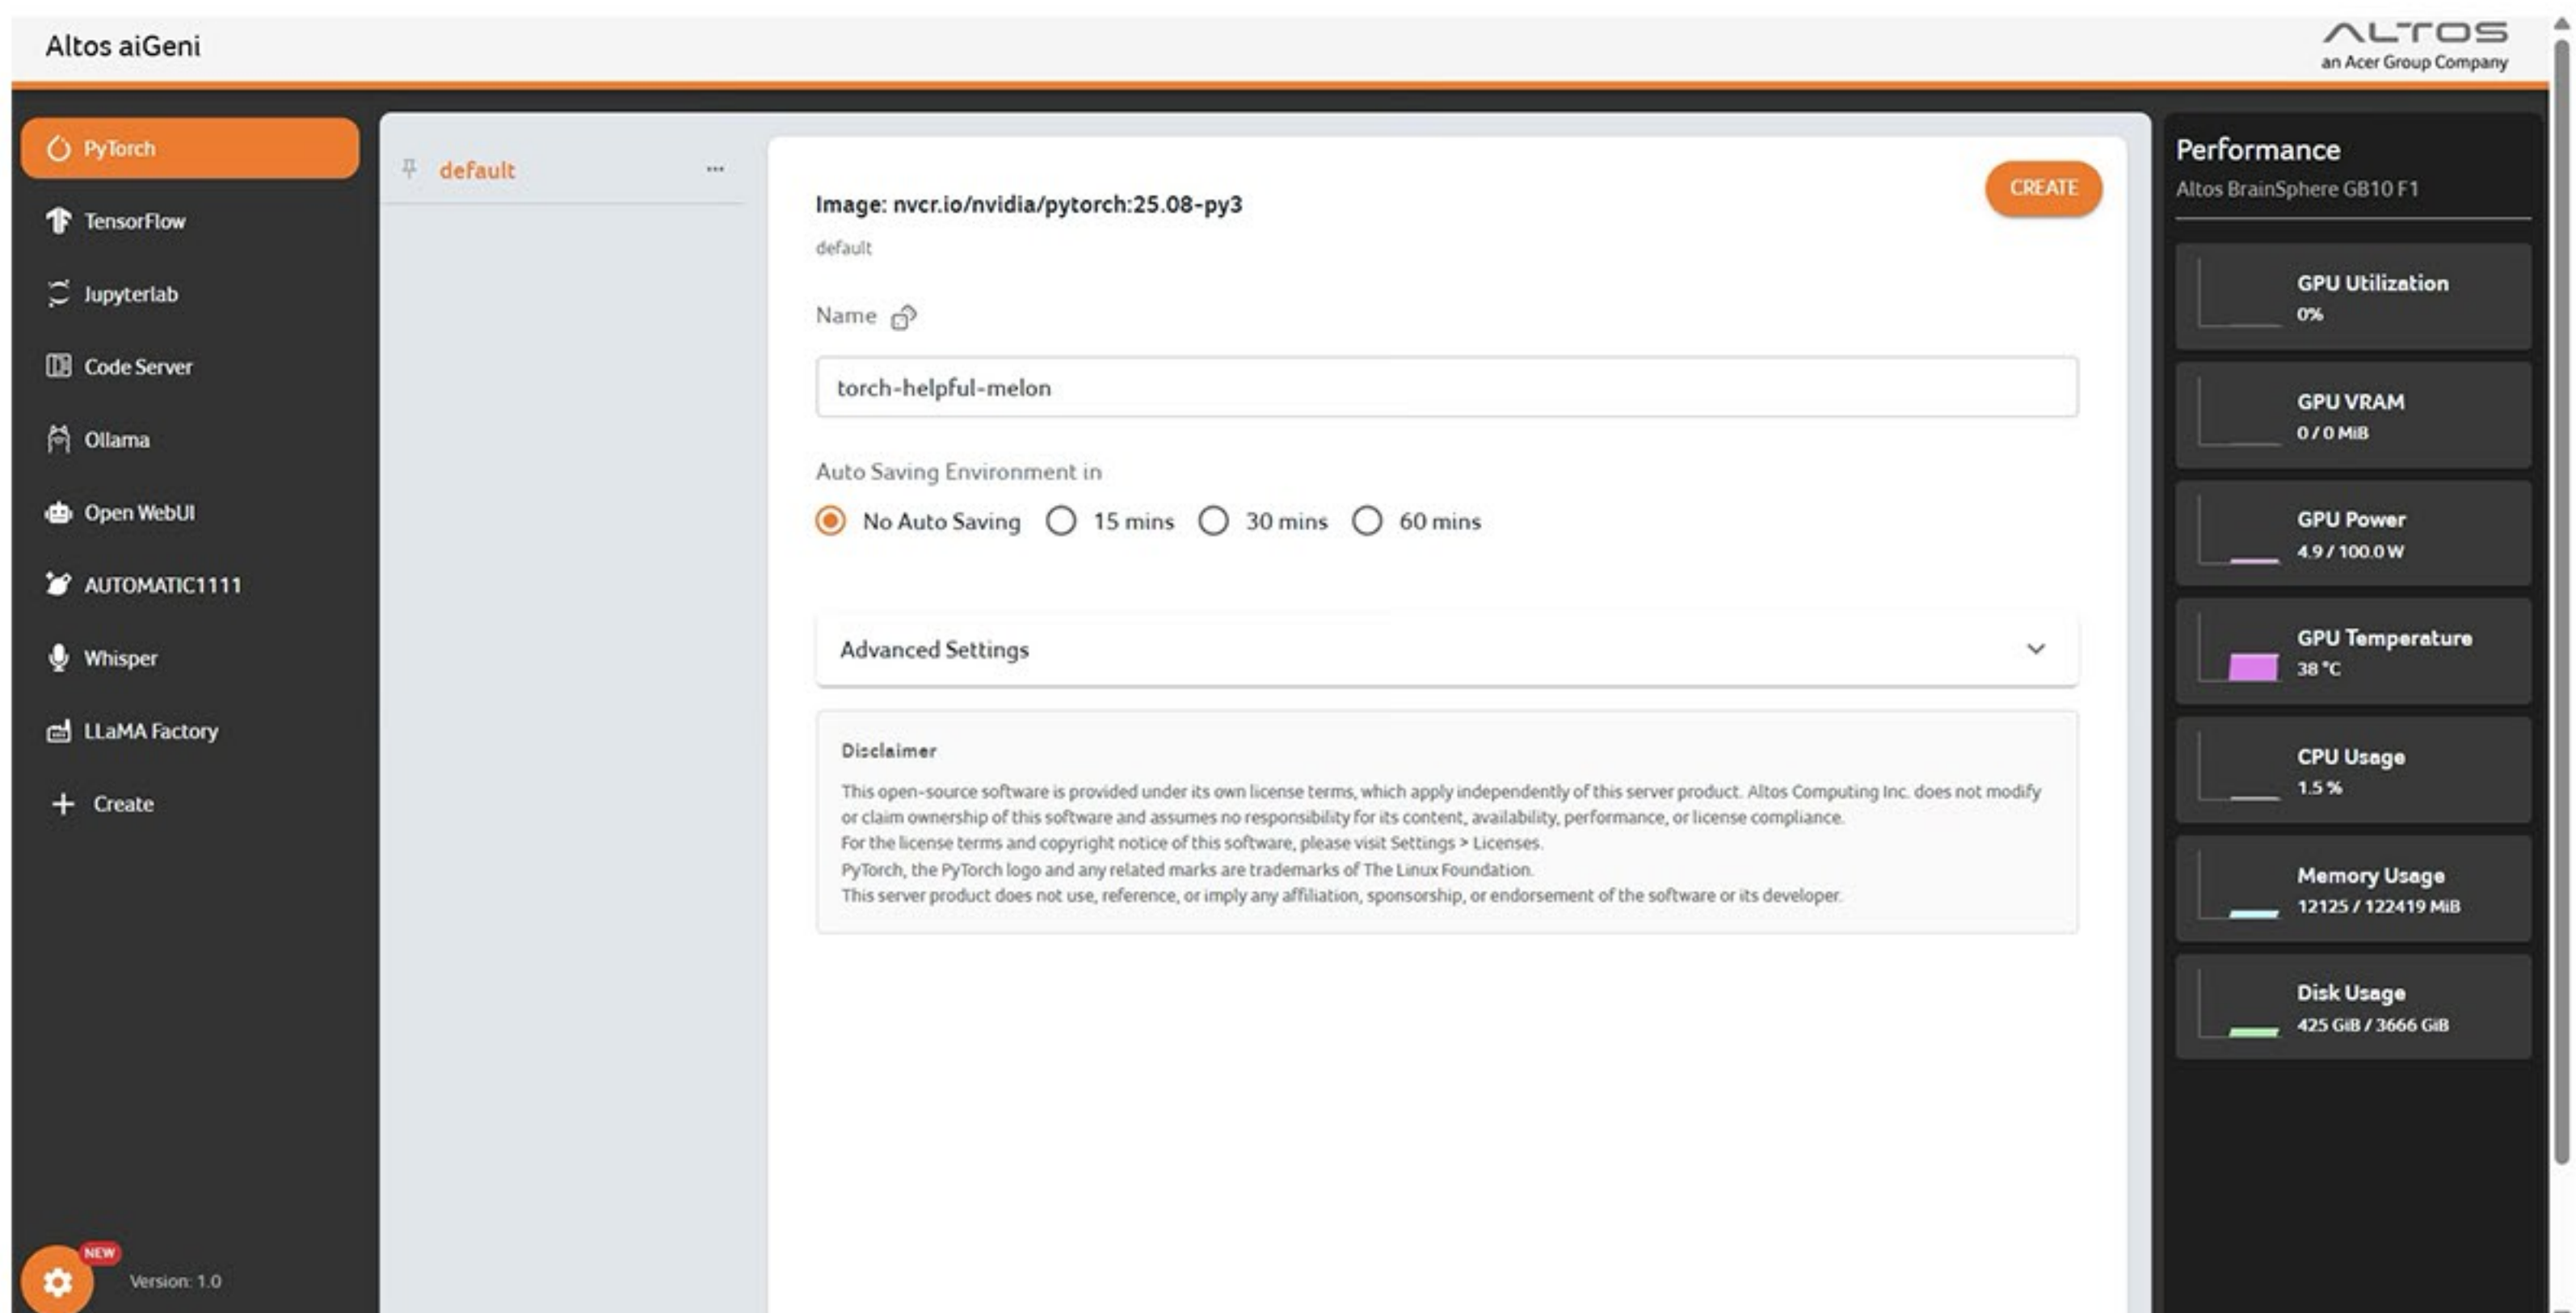 Altos aiGeni
ALTOS
an Acer Group Company
PyTorch
TensorFlow
Jupyterlab
Code Server
Ollama
Open WebUI
AUTOMATIC1111
Whisper
LLaMA Factory
+ Create
NEW
Version: 1.0
default
...
CREATE
Image: nvcr.io/nvidia/pytorch:25.08-py3
default
Name
torch-helpful-melon
Auto Saving Environment in
No Auto Saving 15 mins 30 mins 60 mins
Advanced Settings
Disclaimer
This open-source software is provided under its own license terms, which apply independently of this server product. Altos Computing Inc. does not modify
or claim ownership of this software and assumes no responsibility for its content, availability, performance, or license compliance.
For the license terms and copyright notice of this software, please visit Settings > Licenses.
PyTorch, the PyTorch logo and any related marks are trademarks of The Linux Foundation.
This server product does not use, reference, or imply any affiliation, sponsorship, or endorsement of the software or its developer.
Performance
Altos BrainSphere GB10 F1
GPU Utilization
0%
GPU VRAM
0 / 0 MiB
GPU Power
4.9 / 100.0 W
GPU Temperature
38 °C
CPU Usage
1.5 %
Memory Usage
12125 / 122419 MiB
Disk Usage
425 GiB / 3666 GiB